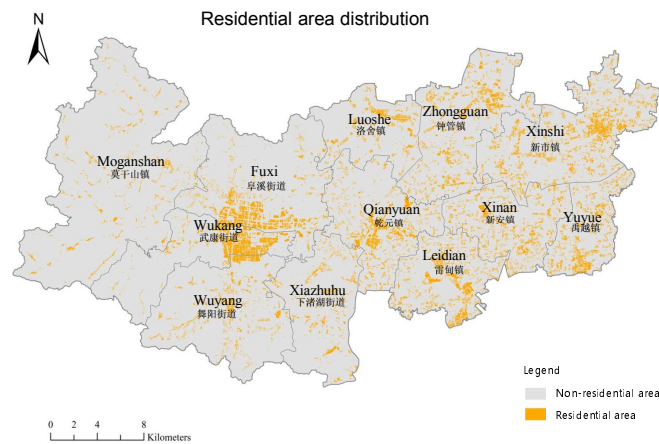 Residential area distribution
N
Luoshe
洛舍镇
Zhongguan
钟管镇
Xinshi
新市镇
Moganshan
莫干山镇
Fuxi
阜溪街道
Wukang
武康街道
Qianyuan
乾元镇
Xinan
新安镇
Yuyue
禹越镇
Leidian
雷甸镇
Wuyang
舞阳街道
Xiazhuhu
下渚湖街道
Legend
Non-residential area
Residential area
0 2 4 8
Kilometers